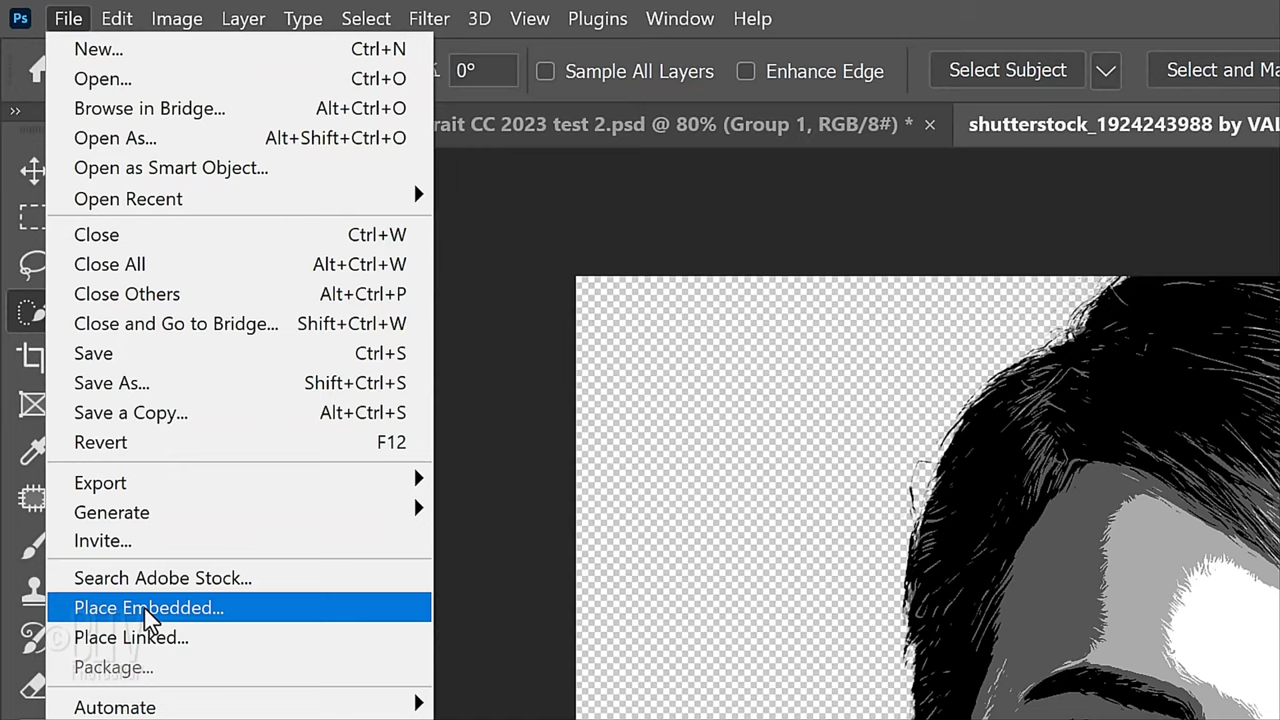 Ps File Edit Image Layer Type Select Filter 3D View Plugins Window Help
0° Sample All Layers Enhance Edge Select Subject Select and Ma
rait CC 2023 test 2.psd @ 80% (Group 1, RGB/8#) * × shutterstock_1924243988 by VAL
New... Ctrl+N
Open... Ctrl+O
Browse in Bridge... Alt+Ctrl+O
Open As... Alt+Shift+Ctrl+O
Open as Smart Object...
Open Recent
Close Ctrl+W
Close All Alt+Ctrl+W
Close Others Alt+Ctrl+P
Close and Go to Bridge... Shift+Ctrl+W
Save Ctrl+S
Save As... Shift+Ctrl+S
Save a Copy... Alt+Ctrl+S
Revert F12
Export
Generate
Invite...
Search Adobe Stock...
Place Embedded...
Place Linked...
Package...
Automate